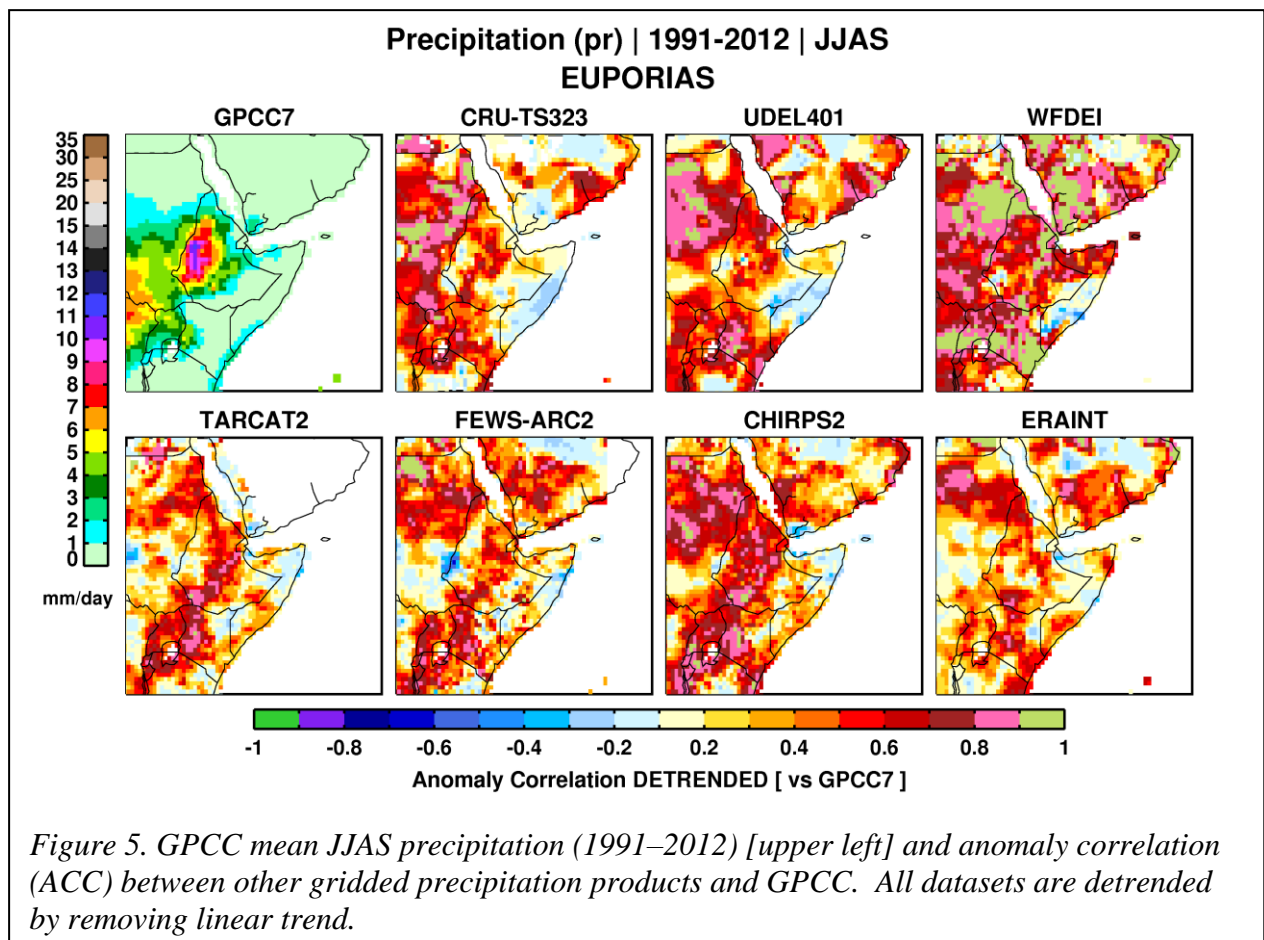 Precipitation (pr) | 1991-2012 | JJAS
EUPORIAS
GPCC7
CRU-TS323
UDEL401
WFDEI
35
30
25
20
15
14
13
12
11
10
9
8
7
6
5
4
3
2
1
0
mm/day
TARCAT2
FEWS-ARC2
CHIRPS2
ERAINT
-1 -0.8 -0.6 -0.4 -0.2 0.2 0.4 0.6 0.8 1
Anomaly Correlation DETRENDED [ vs GPCC7 ]
Figure 5. GPCC mean JJAS precipitation (1991–2012) [upper left] and anomaly correlation
(ACC) between other gridded precipitation products and GPCC. All datasets are detrended
by removing linear trend.